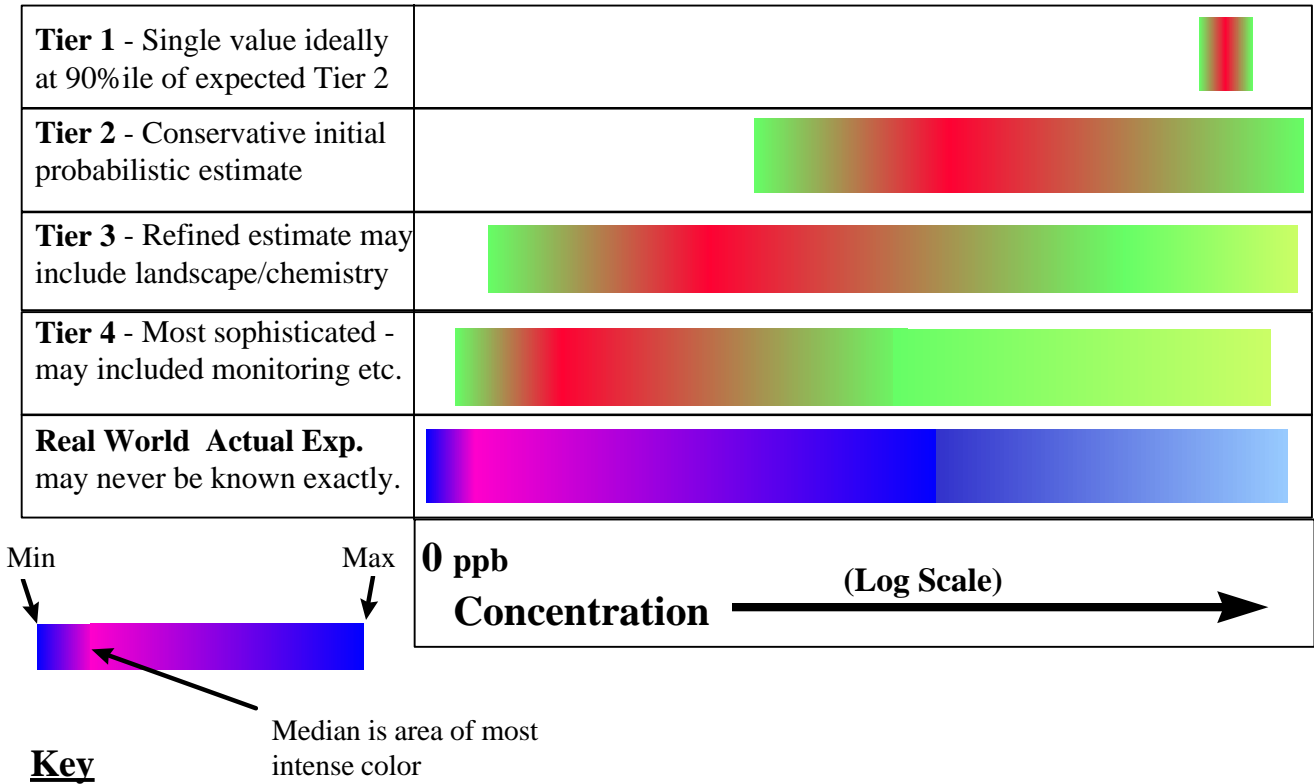 Tier 1 - Single value ideally
at 90%ile of expected Tier 2
Tier 2 - Conservative initial
probabilistic estimate
Tier 3 - Refined estimate may
include landscape/chemistry
Tier 4 - Most sophisticated -
may included monitoring etc.
Real World Actual Exp.
may never be known exactly.
Min
Max
0 ppb
(Log Scale)
Concentration
Median is area of most
intense color
Key